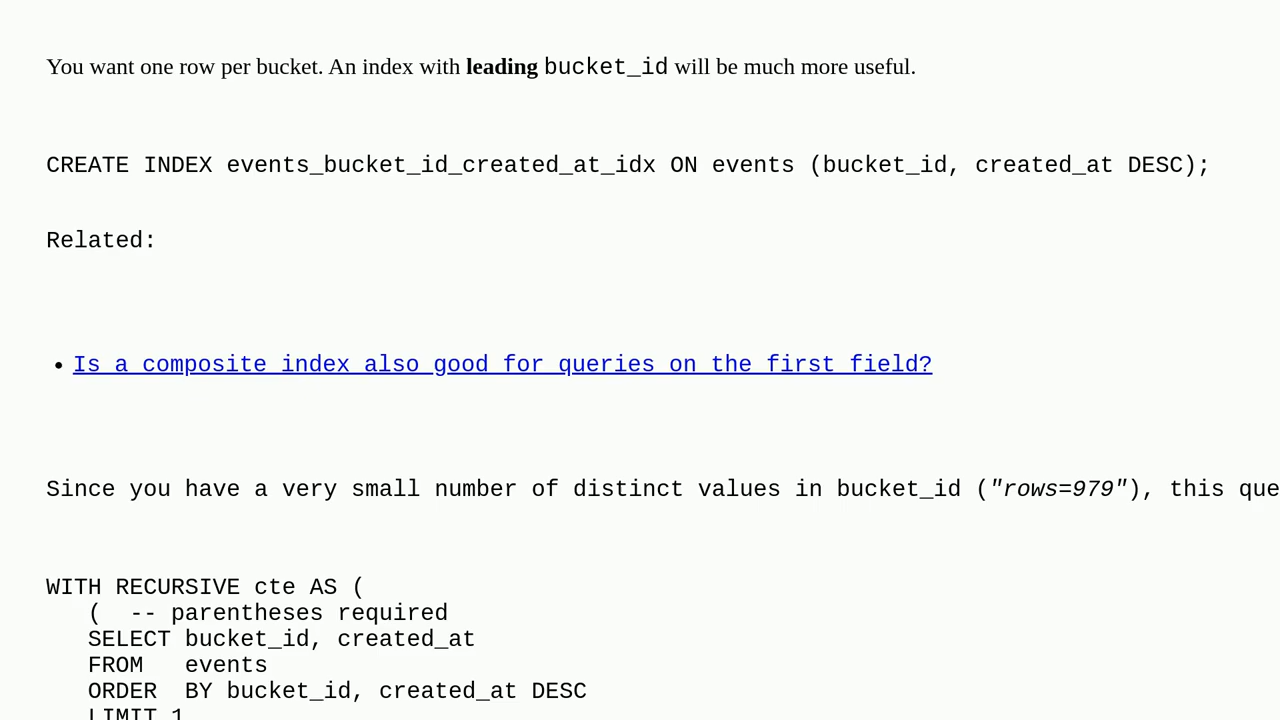 You want one row per bucket. An index with leading bucket_id will be much more useful.
CREATE INDEX events_bucket_id_created_at_idx ON events (bucket_id, created_at DESC);
Related:
• Is a composite index also good for queries on the first field?
Since you have a very small number of distinct values in bucket_id ("rows=979"), this que
WITH RECURSIVE cte AS (
   (  -- parentheses required
   SELECT bucket_id, created_at
   FROM   events
   ORDER  BY bucket_id, created_at DESC
   LIMIT 1